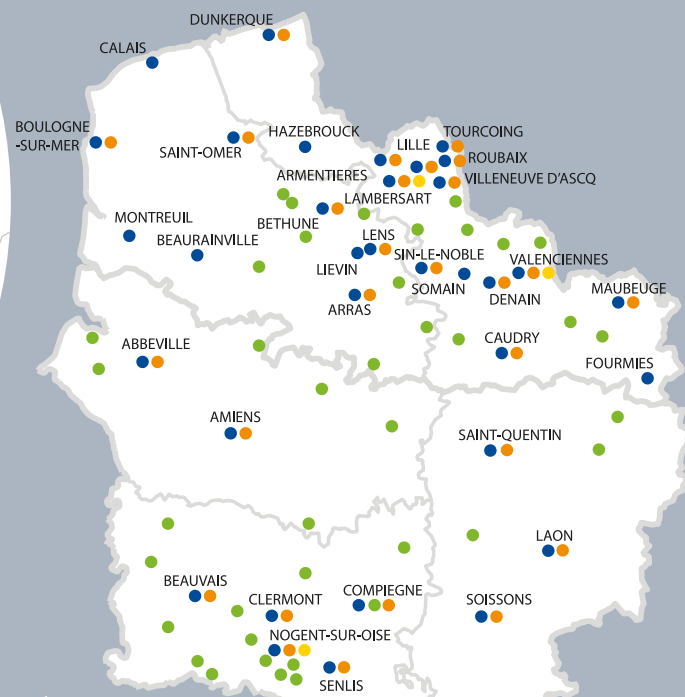 DUNKERQUE
CALAIS
BOULOGNE
-SUR-MER
SAINT-OMER
HAZEBROUCK
LILLE
TOURCOING
ROUBAIX
ARMENTIERES
VILLENEUVE D'ASCQ
LAMBERSART
MONTREUIL
BETHUNE
BEAURAINVILLE
LENS
LIEVIN
SIN-LE-NOBLE
VALENCIENNES
SOMAIN
DENAIN
MAUBEUGE
ARRAS
ABBEVILLE
CAUDRY
FOURMIES
AMIENS
SAINT-QUENTIN
LAON
BEAUVAIS
CLERMONT
COMPIEGNE
SOISSONS
NOGENT-SUR-OISE
SENLIS